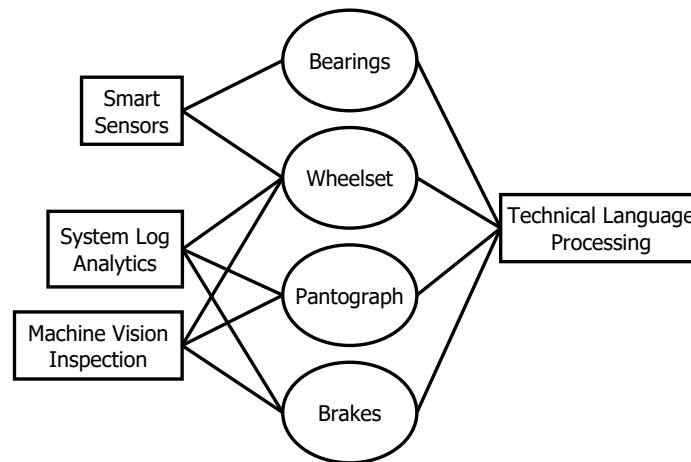 Bearings
Smart
Sensors
Wheelset
System Log
Analytics
Technical Language
Processing
Pantograph
Machine Vision
Inspection
Brakes